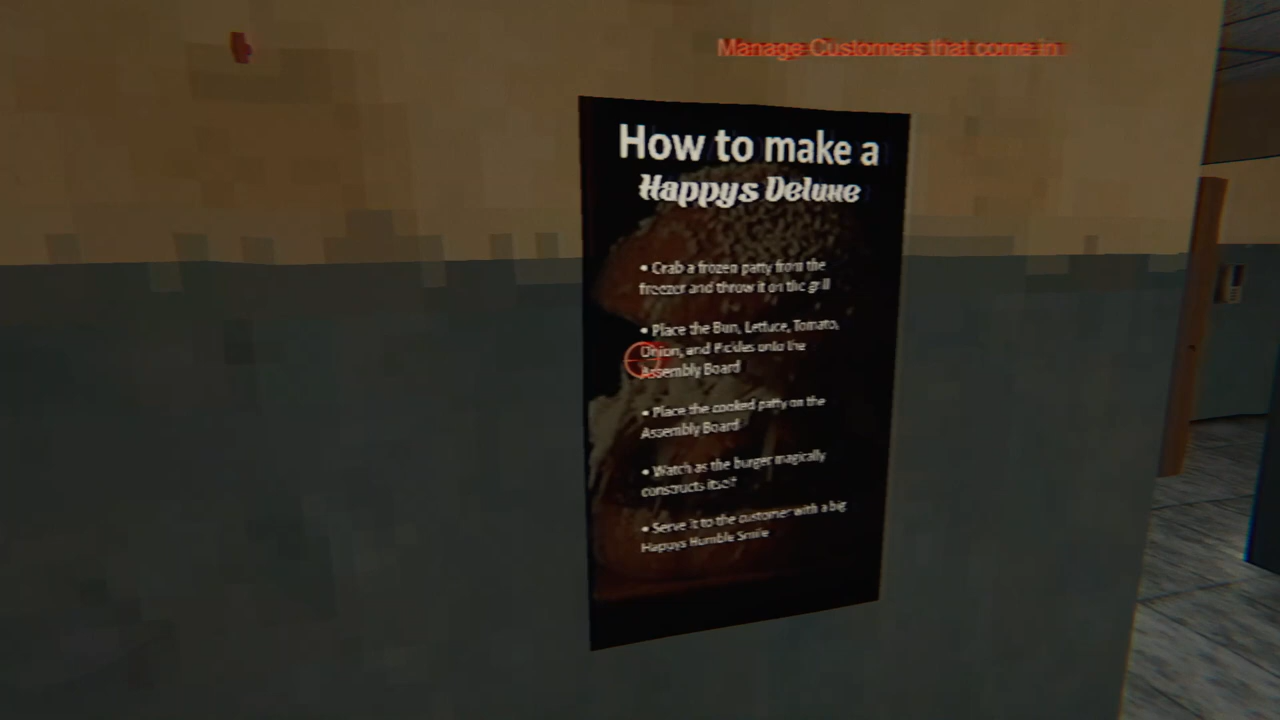 Manage Customers that come in
How to make a
Happys Deluxe
• Grab a frozen patty from the
freezer and throw it on the grill
• Place the Bun, Lettuce, Tomato,
Onion, and Pickles onto the
Assembly Board
• Place the cooked patty on the
Assembly Board
• Watch as the burger magically
constructs itself
• Serve it to the customer with a big
Happys Humble Smile